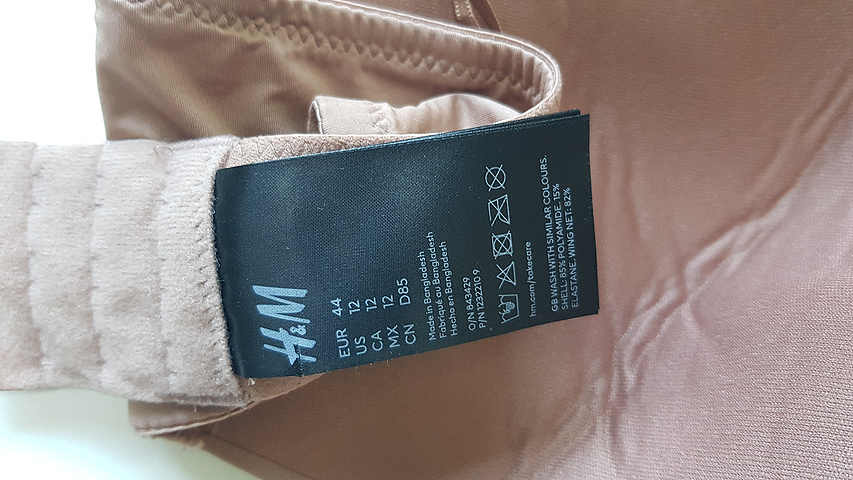 H&M
EUR 44
US 12
CA 12
MX 12
CN D85
Made in Bangladesh
Fabriqué au Bangladesh
Hecho en Bangladesh
O/N 8A3429
P/N 1232210 9
hm.com/takecare
GB WASH WITH SIMILAR COLOURS.
SHELL: 85% POLYAMIDE. 15%
ELASTANE. WING NET: 82%